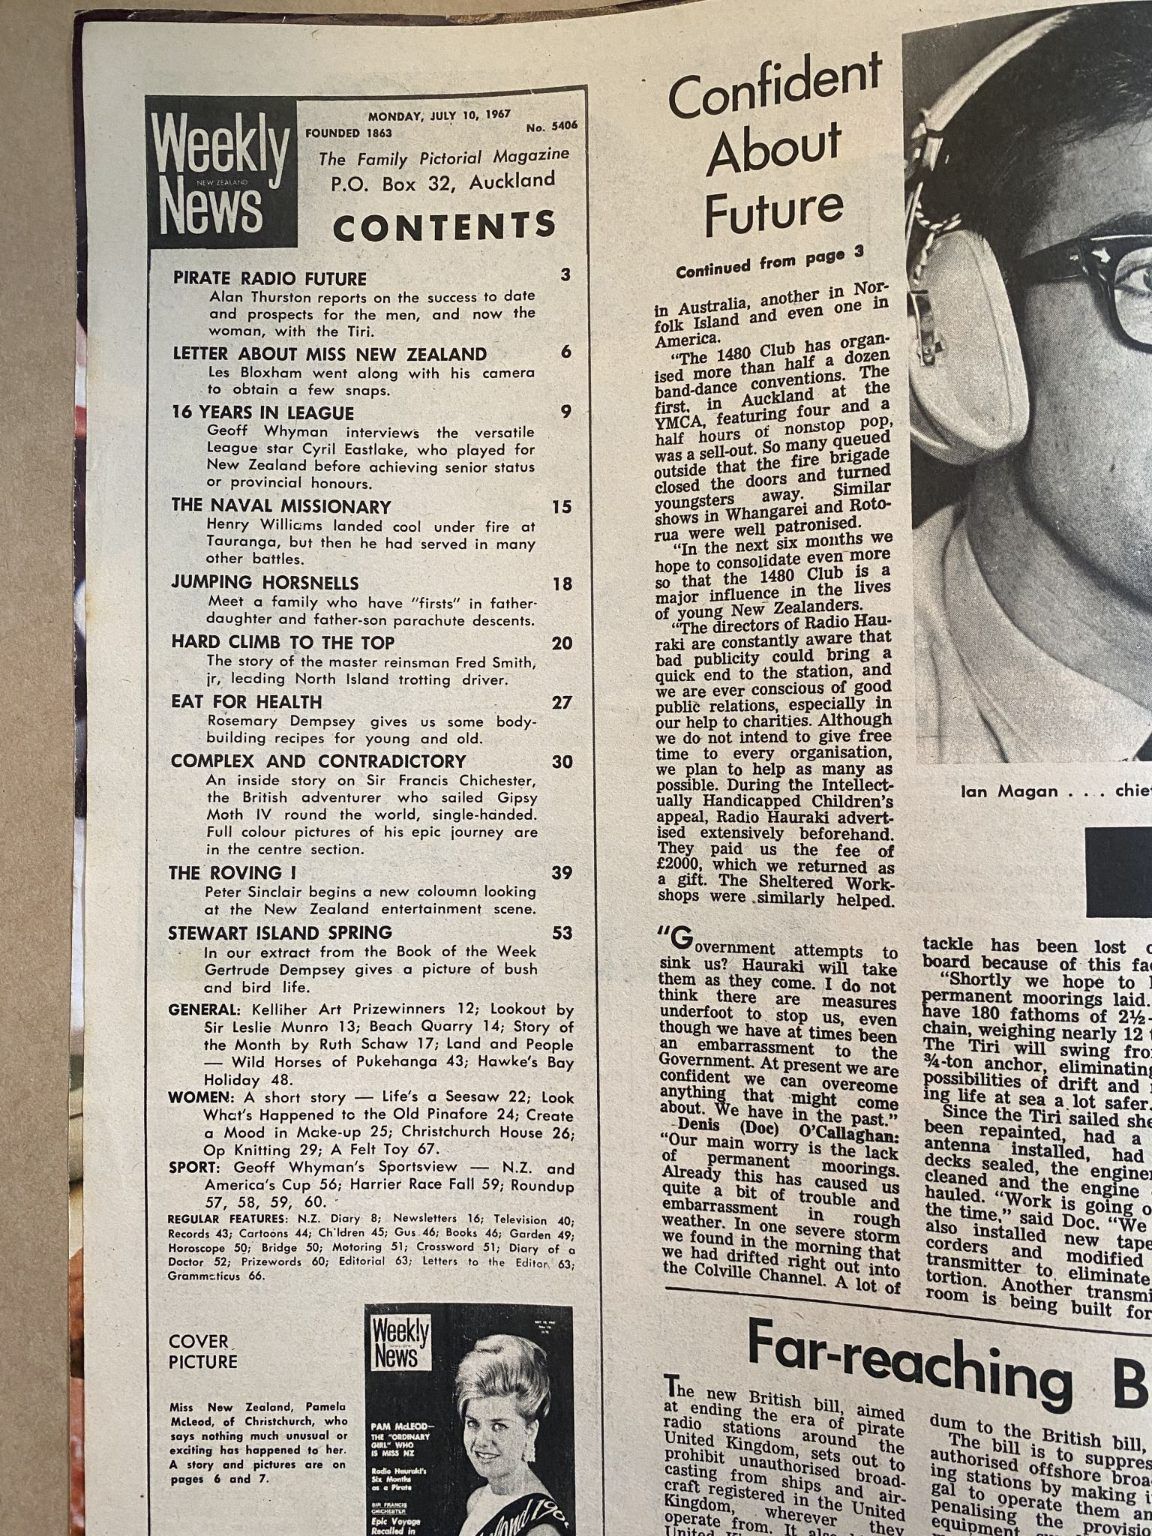 Weekly
NEW ZEALAND
News
MONDAY, JULY 10, 1967
FOUNDED 1863
No. 5406
The Family Pictorial Magazine
P.O. Box 32, Auckland
CONTENTS
PIRATE RADIO FUTURE 3
Alan Thurston reports on the success to date
and prospects for the men, and now the
woman, with the Tiri.
LETTER ABOUT MISS NEW ZEALAND 6
Les Bloxham went along with his camera
to obtain a few snaps.
16 YEARS IN LEAGUE 9
Geoff Whyman interviews the versatile
League star Cyril Eastlake, who played for
New Zealand before achieving senior status
or provincial honours.
THE NAVAL MISSIONARY 15
Henry Williams landed cool under fire at
Tauranga, but then he had served in many
other battles.
JUMPING HORSNELLS 18
Meet a family who have "firsts" in father-
daughter and father-son parachute descents.
HARD CLIMB TO THE TOP 20
The story of the master reinsman Fred Smith,
jr, leading North Island trotting driver.
EAT FOR HEALTH 27
Rosemary Dempsey gives us some body-
building recipes for young and old.
COMPLEX AND CONTRADICTORY 30
An inside story on Sir Francis Chichester,
the British adventurer who sailed Gipsy
Moth IV round the world, single-handed.
Full colour pictures of his epic journey are
in the centre section.
THE ROVING I 39
Peter Sinclair begins a new coloumn looking
at the New Zealand entertainment scene.
STEWART ISLAND SPRING 53
In our extract from the Book of the Week
Gertrude Dempsey gives a picture of bush
and bird life.
GENERAL: Kelliher Art Prizewinners 12; Lookout by
Sir Leslie Munro 13; Beach Quarry 14; Story of
the Month by Ruth Schaw 17; Land and People
— Wild Horses of Pukehanga 43; Hawke's Bay
Holiday 48.
WOMEN: A short story — Life's a Seesaw 22; Look
What's Happened to the Old Pinafore 24; Create
a Mood in Make-up 25; Christchurch House 26;
Op Knitting 29; A Felt Toy 67.
SPORT: Geoff Whyman's Sportsview — N.Z. and
America's Cup 56; Harrier Race Fall 59; Roundup
57, 58, 59, 60.
REGULAR FEATURES: N.Z. Diary 8; Newsletters 16; Television 40;
Records 43; Cartoons 44; Children 45; Gus 46; Books 46; Garden 49;
Horoscope 50; Bridge 50; Motoring 51; Crossword 51; Diary of a
Doctor 52; Prizewords 60; Editorial 63; Letters to the Editor 63;
Grammaticus 66.
COVER
PICTURE
Miss New Zealand, Pamela
McLeod, of Christchurch, who
says nothing much unusual or
exciting has happened to her.
A story and pictures are on
pages 6 and 7.
Weekly
News
PAM McLEOD—
THE "ORDINARY
GIRL" WHO
IS MISS NZ
Radio Hauraki's
Six Months
as a Pirate
SIR FRANCIS
CHICHESTER
Epic Voyage
Recalled in
Confident
About
Future
Continued from page 3
in Australia, another in Nor-
folk Island and even one in
America.
"The 1480 Club has organ-
ised more than half a dozen
band-dance conventions. The
first, in Auckland at the
YMCA, featuring four and a
half hours of nonstop pop,
was a sell-out. So many queued
outside that the fire brigade
closed the doors and turned
youngsters away. Similar
shows in Whangarei and Roto-
rua were well patronised.
"In the next six months we
hope to consolidate even more
so that the 1480 Club is a
major influence in the lives
of young New Zealanders.
"The directors of Radio Hau-
raki are constantly aware that
bad publicity could bring a
quick end to the station, and
we are ever conscious of good
public relations, especially in
our help to charities. Although
we do not intend to give free
time to every organisation,
we plan to help as many as
possible. During the Intellect-
ually Handicapped Children's
appeal, Radio Hauraki advert-
ised extensively beforehand.
They paid us the fee of
£2000, which we returned as
a gift. The Sheltered Work-
shops were similarly helped.
"Government attempts to
sink us? Hauraki will take
them as they come. I do not
think there are measures
underfoot to stop us, even
though we have at times been
an embarrassment to the
Government. At present we are
confident we can overcome
anything that might come
about. We have in the past."
Denis (Doc) O'Callaghan:
"Our main worry is the lack
of permanent moorings.
Already this has caused us
quite a bit of trouble and
embarrassment in rough
weather. In one severe storm
we found in the morning that
we had drifted right out into
the Colville Channel. A lot of
Ian Magan . . . chie
tackle has been lost
board because of this fa
"Shortly we hope to
permanent moorings laid.
have 180 fathoms of 2½-
chain, weighing nearly 12
The Tiri will swing fro
¾-ton anchor, eliminating
possibilities of drift and
ing life at sea a lot safer.
Since the Tiri sailed she
been repainted, had a
antenna installed, had
decks sealed, the engine
cleaned and the engine
hauled. "Work is going o
the time," said Doc. "We
also installed new tape
corders and modified
transmitter to eliminate
tortion. Another transmi
room is being built for
Far-reaching B
The new British bill, aimed
at ending the era of pirate
radio stations around the
United Kingdom, sets out to
prohibit unauthorised broad-
casting from ships and air-
craft registered in the United
Kingdom, wherever they
operate from. It also
United
dum to the British bill,
The bill is to suppres
authorised offshore broa
ing stations by making i
gal to operate them an
penalising the provisio
equipment